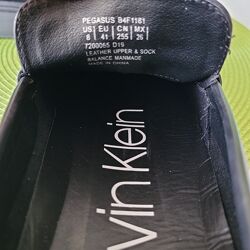 PEGASUS B4F1161
US EU CN MX
8 41 255 26
7200065 D19
LEATHER UPPER & SOCK
BALANCE MANMADE
MADE IN CHINA
vin Klein